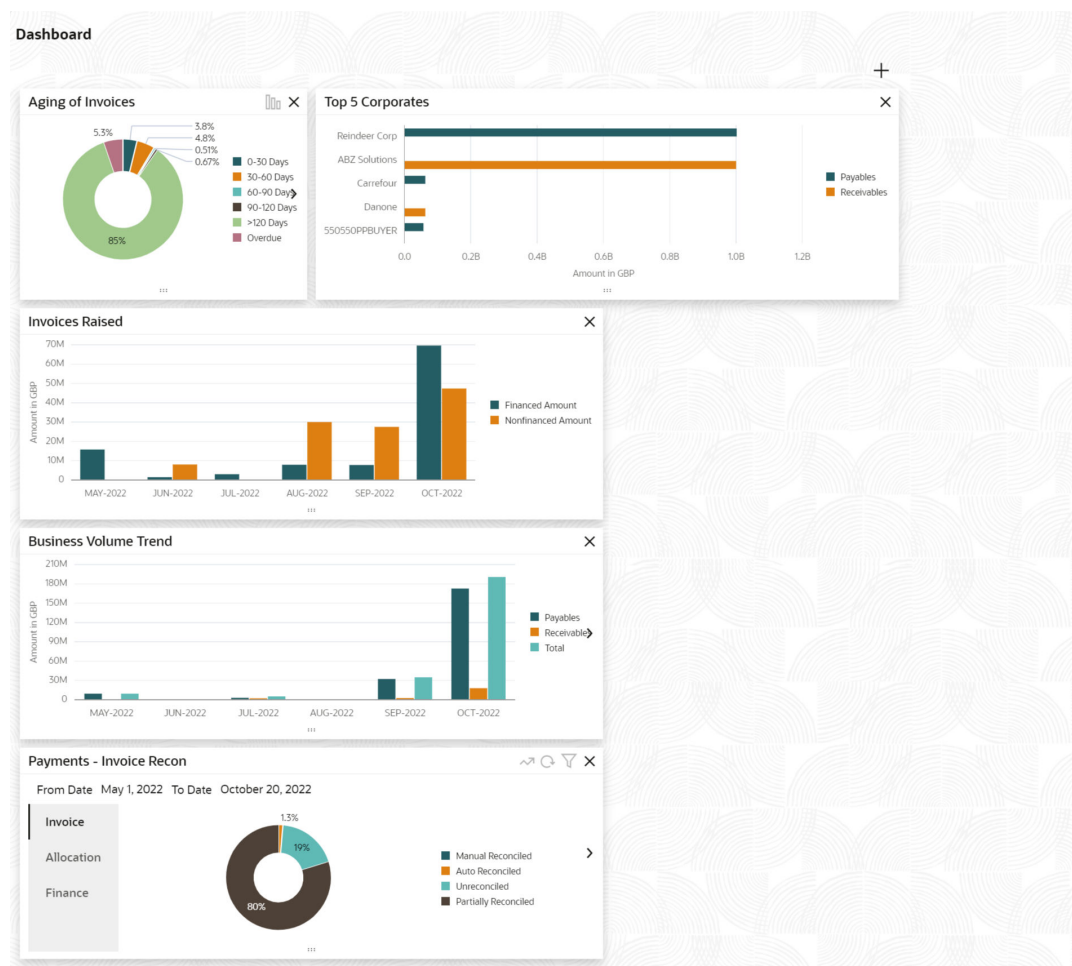 Dashboard
Aging of Invoices
5.3%
3.8%
4.8%
0.51%
0.67%
85%
0-30 Days
30-60 Days
60-90 Days
90-120 Days
>120 Days
Overdue
Top 5 Corporates
Reindeer Corp
ABZ Solutions
Carrefour
Danone
550550PPBUYER
0.0 0.2B 0.4B 0.6B 0.8B 1.0B 1.2B
Amount in GBP
Payables
Receivables
Invoices Raised
Amount in GBP
70M
60M
50M
40M
30M
20M
10M
0
MAY-2022 JUN-2022 JUL-2022 AUG-2022 SEP-2022 OCT-2022
Financed Amount
Nonfinanced Amount
Business Volume Trend
Amount in GBP
210M
180M
150M
120M
90M
60M
30M
0
MAY-2022 JUN-2022 JUL-2022 AUG-2022 SEP-2022 OCT-2022
Payables
Receivables
Total
Payments - Invoice Recon
From Date May 1, 2022 To Date October 20, 2022
Invoice
Allocation
Finance
1.3%
19%
80%
Manual Reconciled
Auto Reconciled
Unreconciled
Partially Reconciled